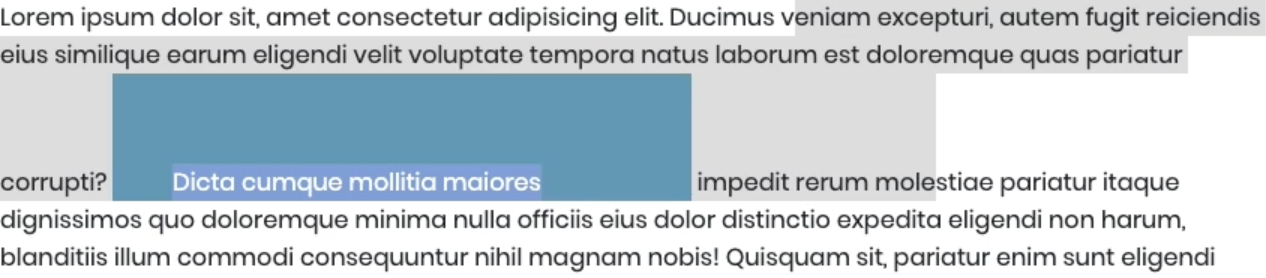 Lorem ipsum dolor sit, amet consectetur adipisicing elit. Ducimus veniam excepturi, autem fugit reiciendis
eius similique earum eligendi velit voluptate tempora natus laborum est doloremque quas pariatur
corrupti? Dicta cumque mollitia maiores impedit rerum molestiae pariatur itaque
dignissimos quo doloremque minima nulla officiis eius dolor distinctio expedita eligendi non harum,
blanditiis illum commodi consequuntur nihil magnam nobis! Quisquam sit, pariatur enim sunt eligendi